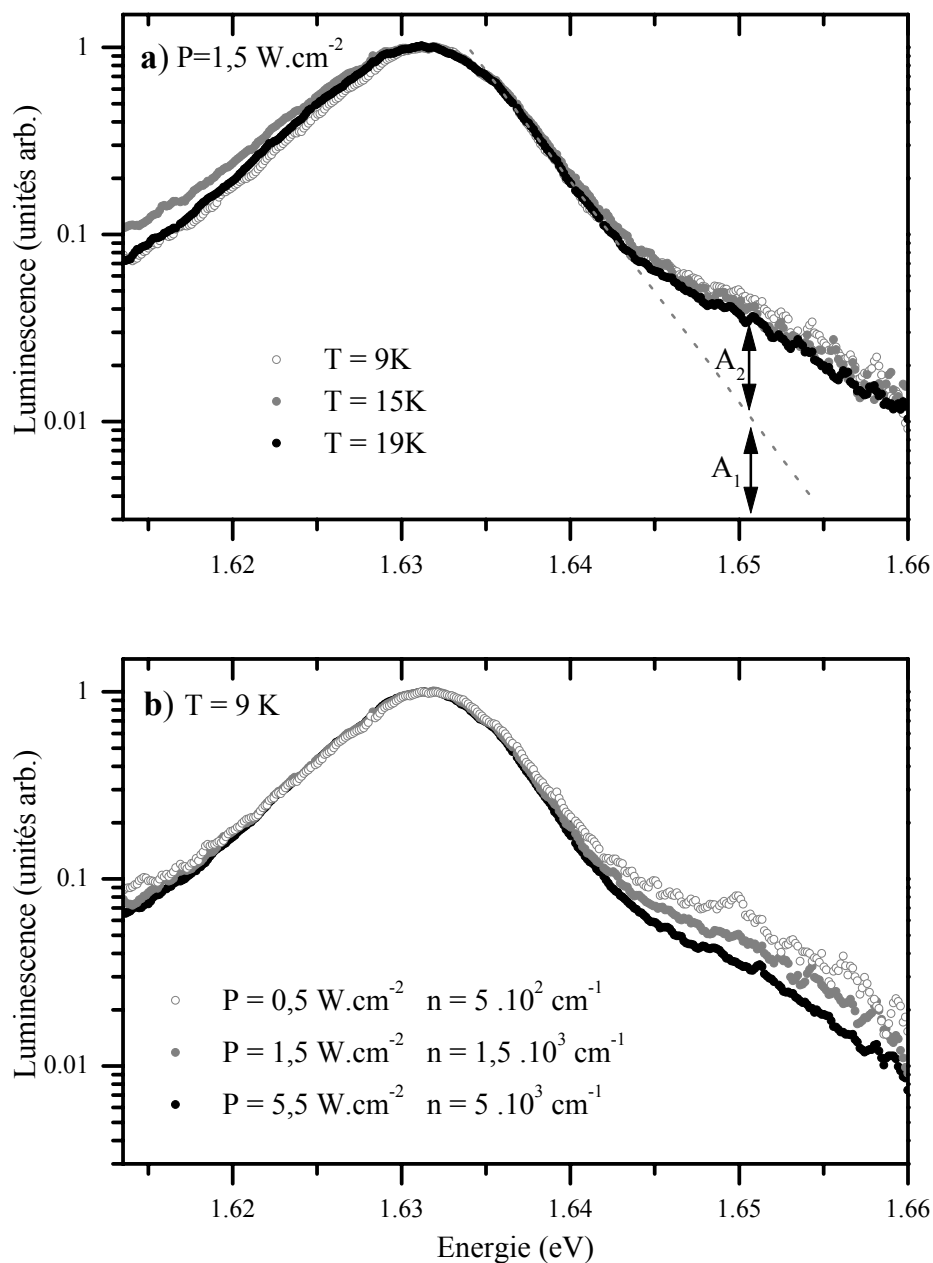 a) P=1,5 W.cm⁻²
Luminescence (unités arb.)
1
0.1
0.01
T = 9K
T = 15K
T = 19K
A₂
A₁
1.62 1.63 1.64 1.65 1.66
b) T = 9 K
Luminescence (unités arb.)
1
0.1
0.01
P = 0,5 W.cm⁻² n = 5 .10² cm⁻¹
P = 1,5 W.cm⁻² n = 1,5 .10³ cm⁻¹
P = 5,5 W.cm⁻² n = 5 .10³ cm⁻¹
1.62 1.63 1.64 1.65 1.66
Energie (eV)